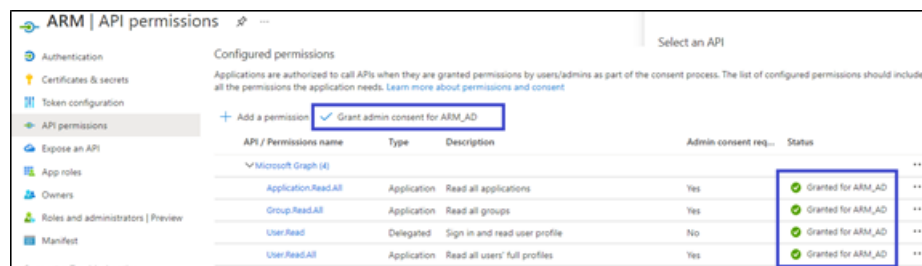 ARM | API permissions
Select an API
Authentication
Certificates & secrets
Token configuration
API permissions
Expose an API
App roles
Owners
Roles and administrators | Preview
Manifest
Configured permissions
Applications are authorized to call APIs when they are granted permissions by users/admins as part of the consent process. The list of configured permissions should include
all the permissions the application needs. Learn more about permissions and consent
Add a permission Grant admin consent for ARM_AD
API / Permissions name Type Description Admin consent req... Status
Microsoft Graph (4)
Application.Read.All Application Read all applications Yes Granted for ARM_AD
Group.Read.All Application Read all groups Yes Granted for ARM_AD
User.Read Delegated Sign in and read user profile No Granted for ARM_AD
User.Read.All Application Read all users' full profiles Yes Granted for ARM_AD